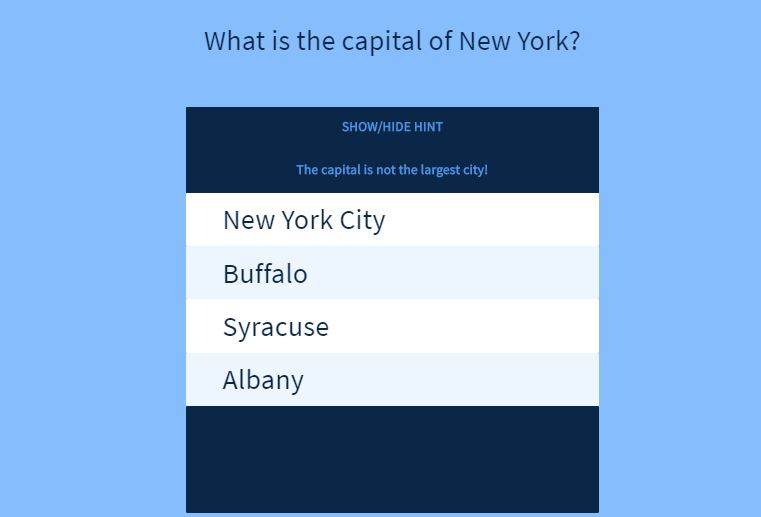 What is the capital of New York?
SHOW/HIDE HINT
The capital is not the largest city!
New York City
Buffalo
Syracuse
Albany